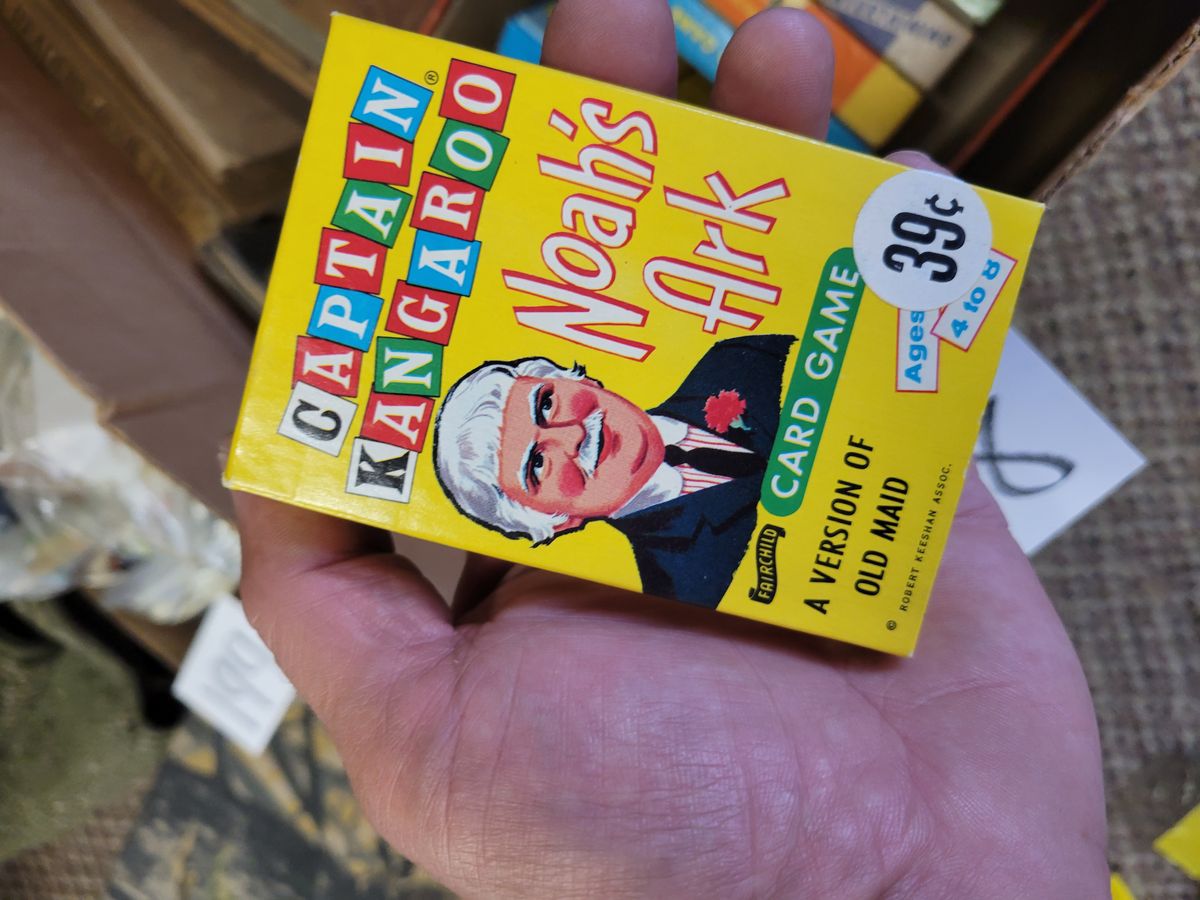 CAPTAIN®
KANGAROO
Noah's
Ark
CARD GAME
39¢
Ages
4 to 8
FAIRCHILD
A VERSION OF
OLD MAID
© ROBERT KEESHAN ASSOC.